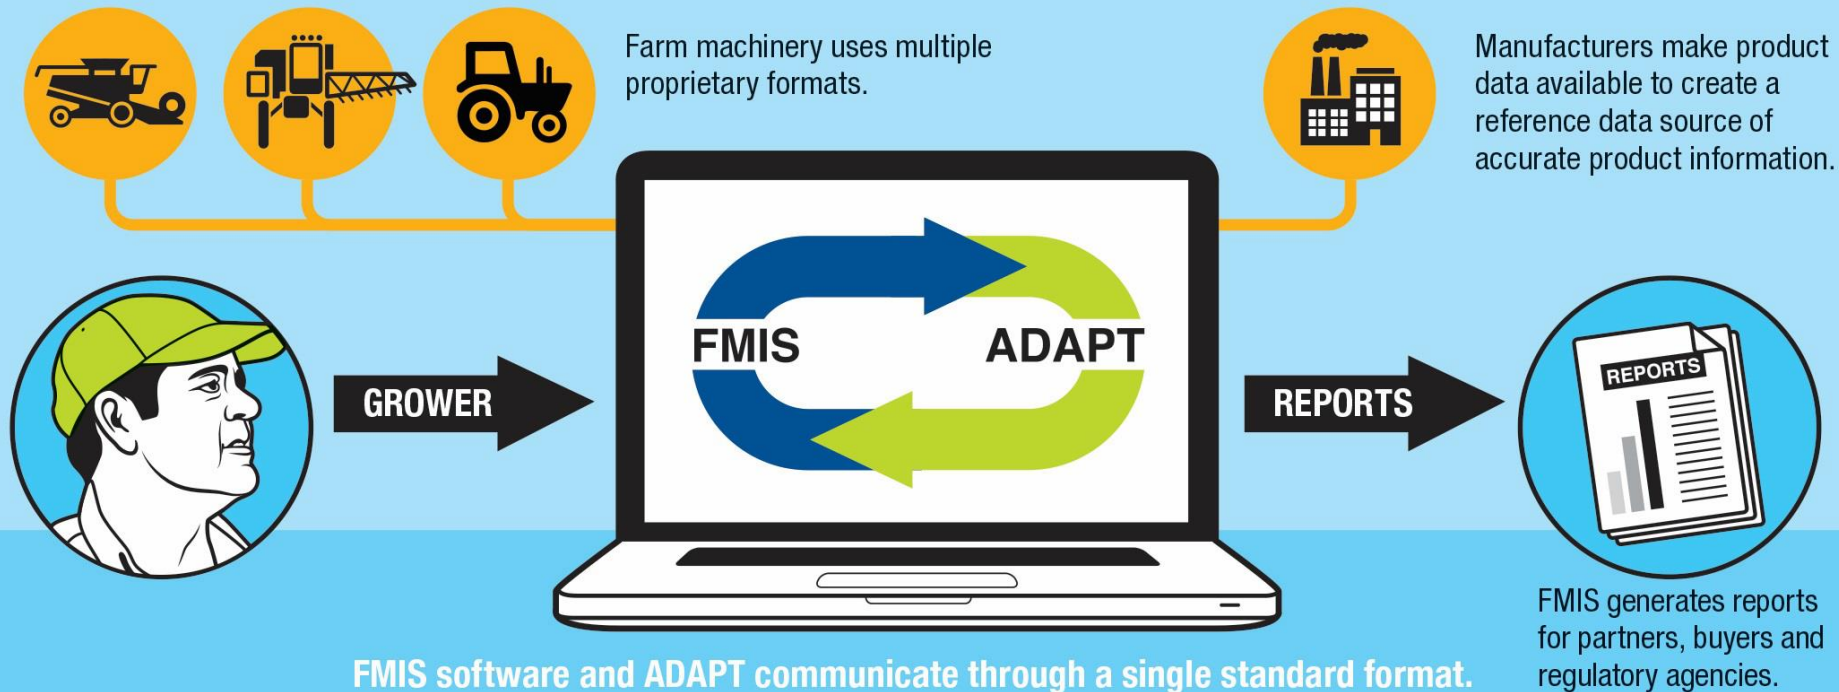 Farm machinery uses multiple
proprietary formats.
Manufacturers make product
data available to create a
reference data source of
accurate product information.
GROWER
FMIS
ADAPT
REPORTS
REPORTS
FMIS generates reports
for partners, buyers and
regulatory agencies.
FMIS software and ADAPT communicate through a single standard format.